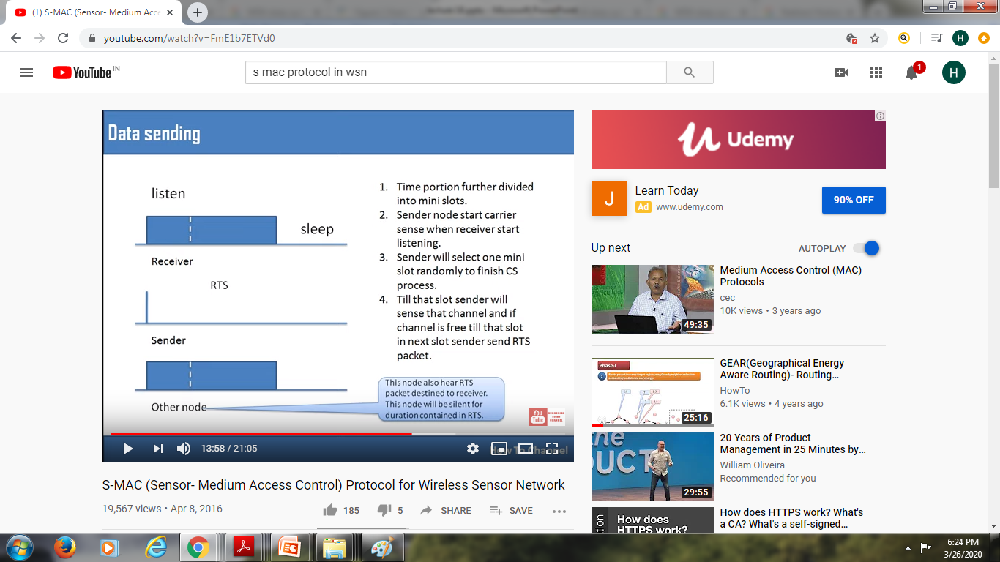 (1) S-MAC (Sensor- Medium Acce
youtube.com/watch?v=FmE1b7ETVd0
H
YouTube IN
s mac protocol in wsn
1
H
Data sending
listen
sleep
Receiver
RTS
Sender
Other node
1. Time portion further divided
into mini slots.
2. Sender node start carrier
sense when receiver start
listening.
3. Sender will select one mini
slot randomly to finish CS
process.
4. Till that slot sender will
sense that channel and if
channel is free till that slot
in next slot sender send RTS
packet.
This node also hear RTS
packet destined to receiver.
This node will be silent for
duration contained in RTS.
You
Tube
13:58 / 21:05
HowTo Channel
S-MAC (Sensor- Medium Access Control) Protocol for Wireless Sensor Network
19,567 views • Apr 8, 2016
185
5
SHARE
SAVE
Udemy
J
Learn Today
Ad www.udemy.com
90% OFF
Up next
AUTOPLAY
49:35
Medium Access Control (MAC)
Protocols
cec
10K views • 3 years ago
Phase-I
25:16
GEAR(Geographical Energy
Aware Routing)- Routing...
HowTo
6.1K views • 4 years ago
the
DUCT
29:55
20 Years of Product
Management in 25 Minutes by...
William Oliveira
Recommended for you
How does
HTTPS work?
How does HTTPS work? What's
a CA? What's a self-signed...
6:24 PM
3/26/2020